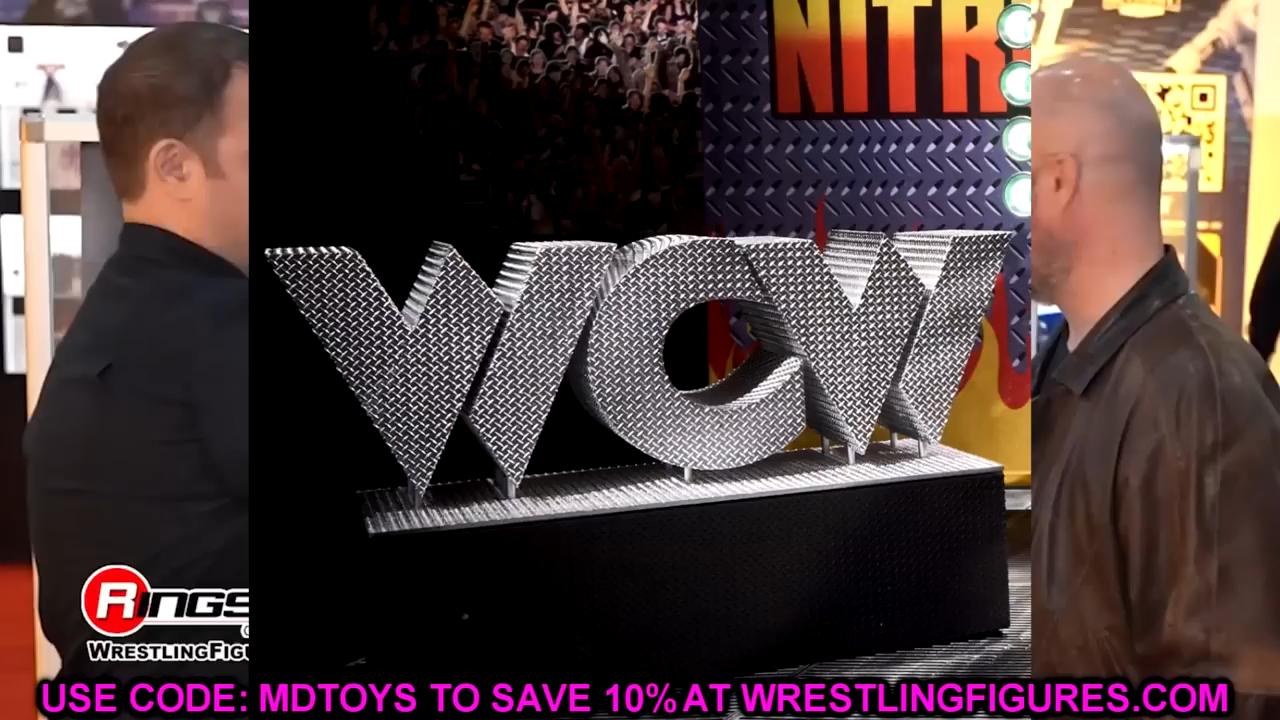 NITR
WCW
RINGS
WRESTLINGFIGU
USE CODE: MDTOYS TO SAVE 10% AT WRESTLINGFIGURES.COM